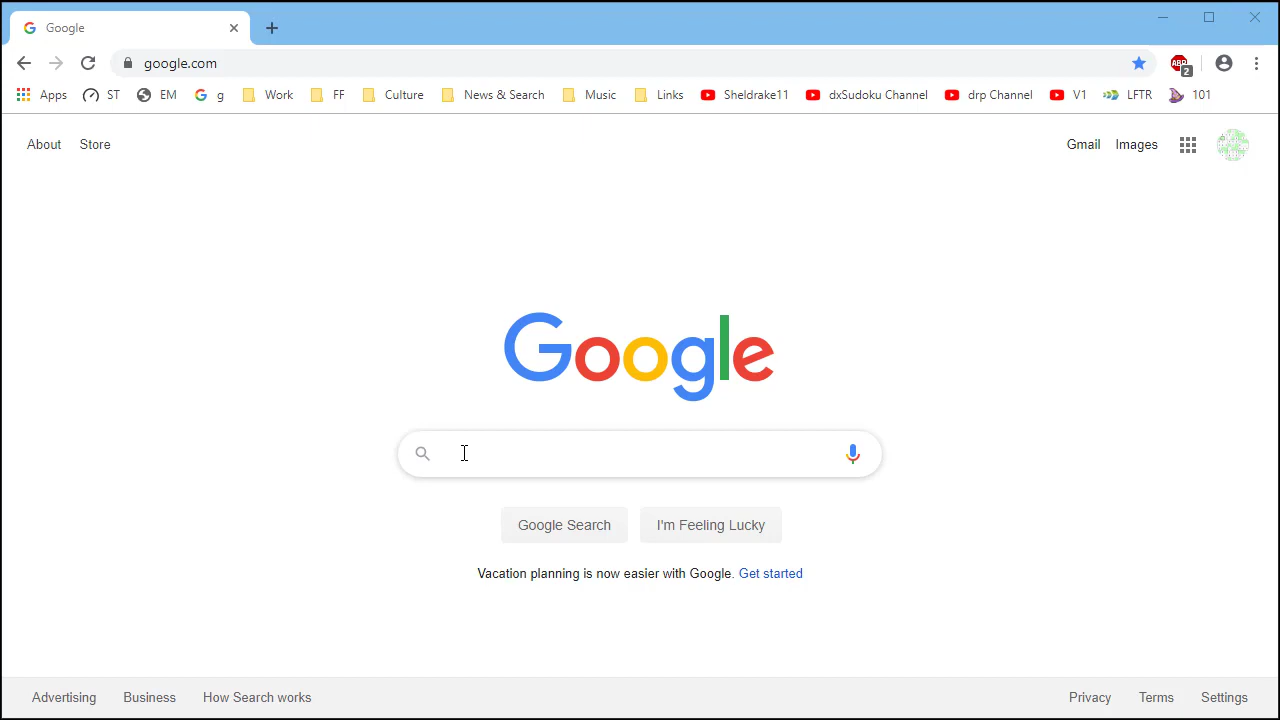 Google
google.com
ABP
2
Apps ST EM G g Work FF Culture News & Search Music Links Sheldrake11 dxSudoku Channel drp Channel V1 LFTR 101
About Store
Gmail Images
Google
Google Search I'm Feeling Lucky
Vacation planning is now easier with Google. Get started
Advertising Business How Search works
Privacy Terms Settings